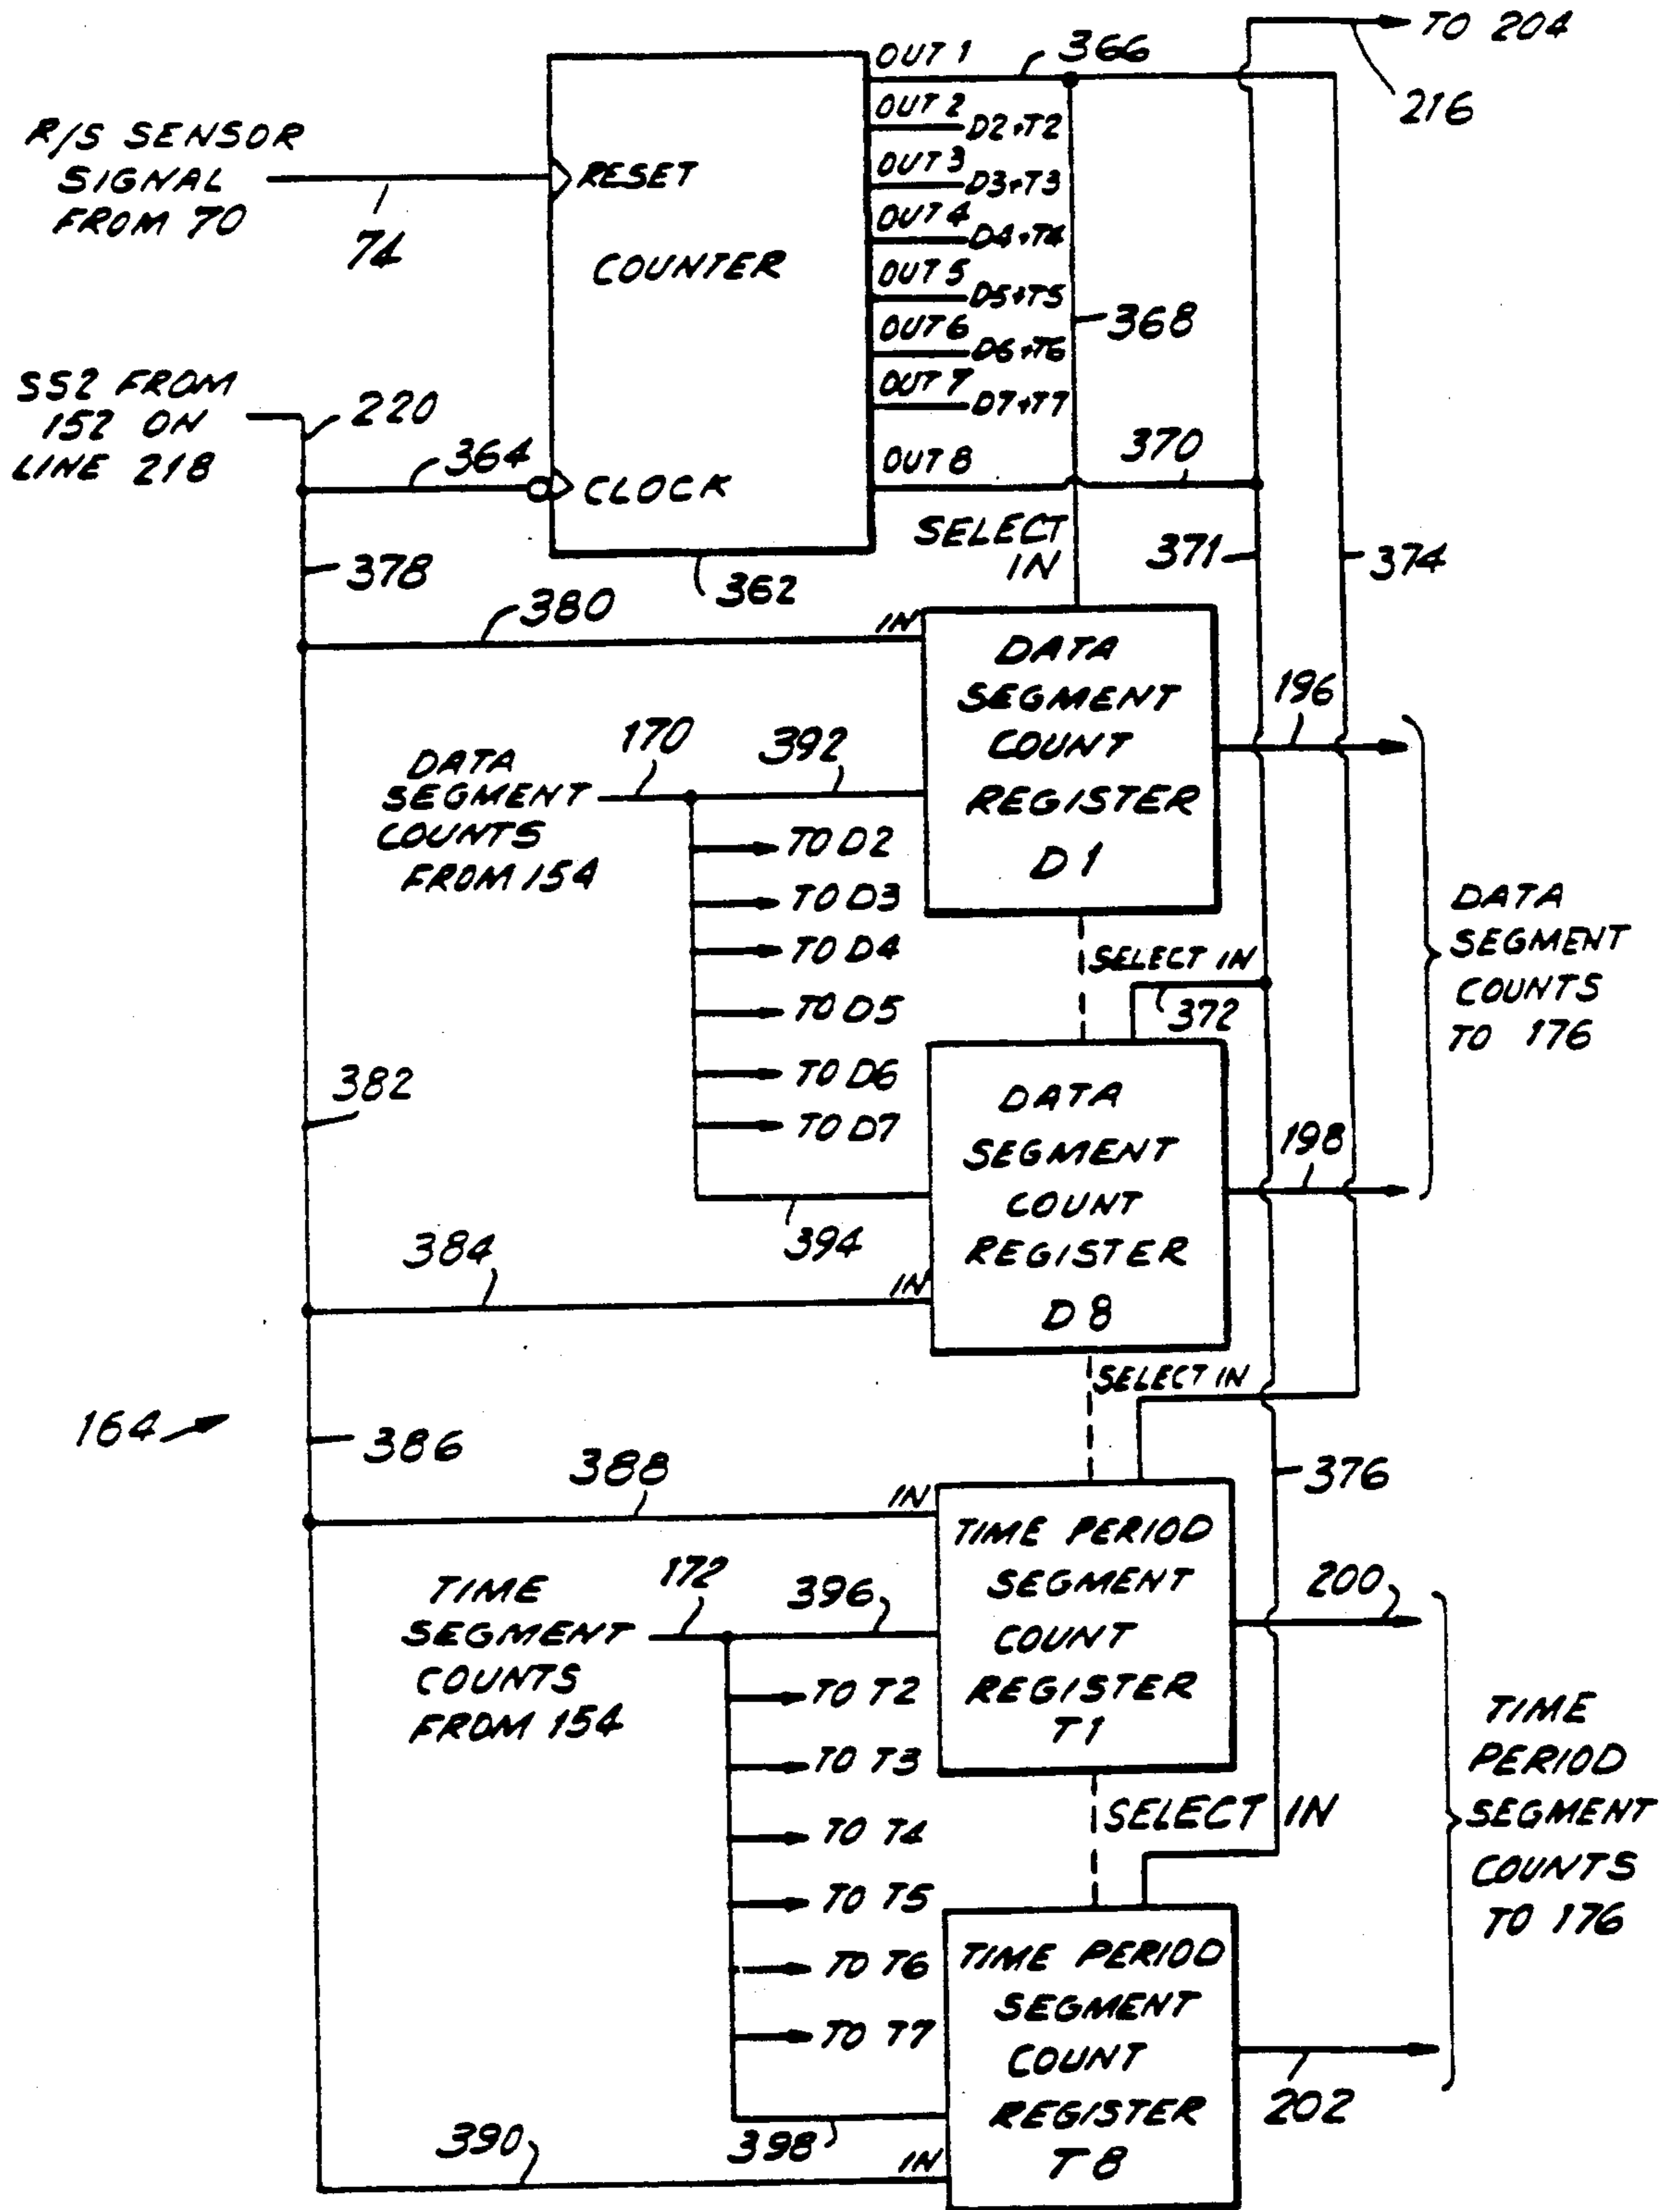 TO 204
216
OUT 1
366
OUT 2
D2+T2
OUT 3
D3+T3
OUT 4
D4+T4
OUT 5
D5+T5
OUT 6
D6+T6
OUT 7
D7+T7
OUT 8
370
R/S SENSOR
SIGNAL
FROM 70
74
RESET
COUNTER
368
SS2 FROM
152 ON
LINE 218
220
364
CLOCK
362
SELECT
IN
371
374
378
380
IN
DATA
SEGMENT
COUNT
REGISTER
D1
196
DATA
SEGMENT
COUNTS
FROM 154
170
392
TO D2
TO D3
TO D4
TO D5
TO D6
TO D7
394
SELECT IN
372
DATA
SEGMENT
COUNTS
TO 176
382
DATA
SEGMENT
COUNT
REGISTER
D8
198
384
IN
SELECT IN
164
386
388
IN
376
TIME PERIOD
SEGMENT
COUNT
REGISTER
T1
200
TIME
SEGMENT
COUNTS
FROM 154
172
396
TO T2
TO T3
TO T4
TO T5
TO T6
TO T7
398
SELECT IN
TIME
PERIOD
SEGMENT
COUNTS
TO 176
TIME PERIOD
SEGMENT
COUNT
REGISTER
T8
202
390
IN